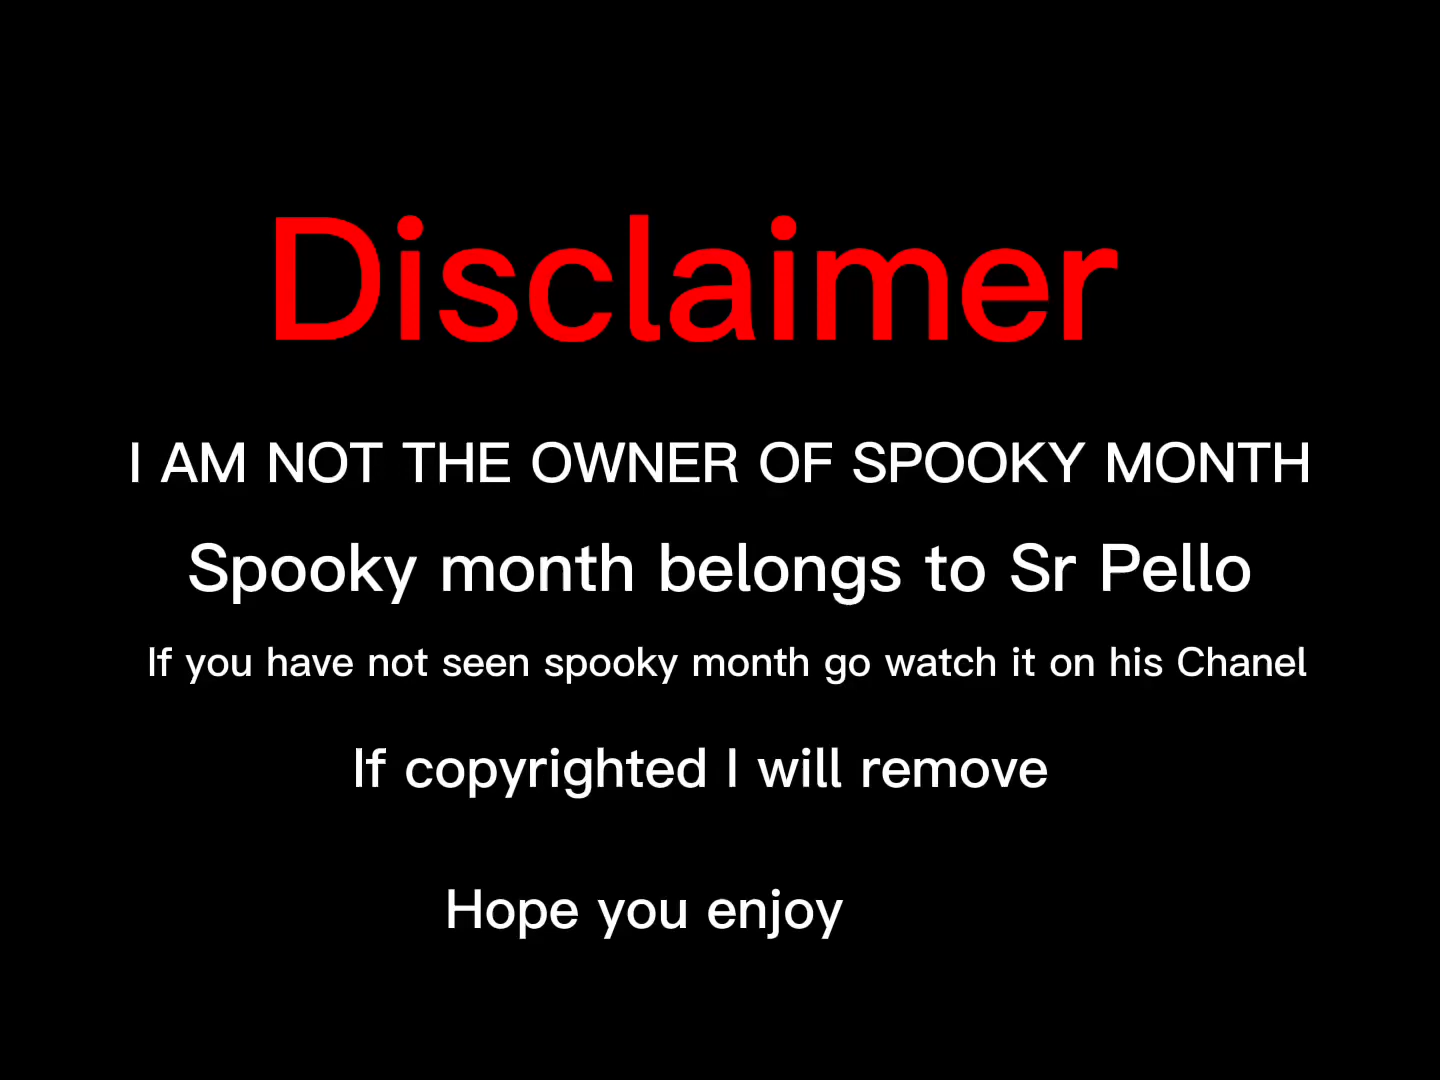 Disclaimer
I AM NOT THE OWNER OF SPOOKY MONTH
Spooky month belongs to Sr Pello
If you have not seen spooky month go watch it on his Chanel
If copyrighted I will remove
Hope you enjoy